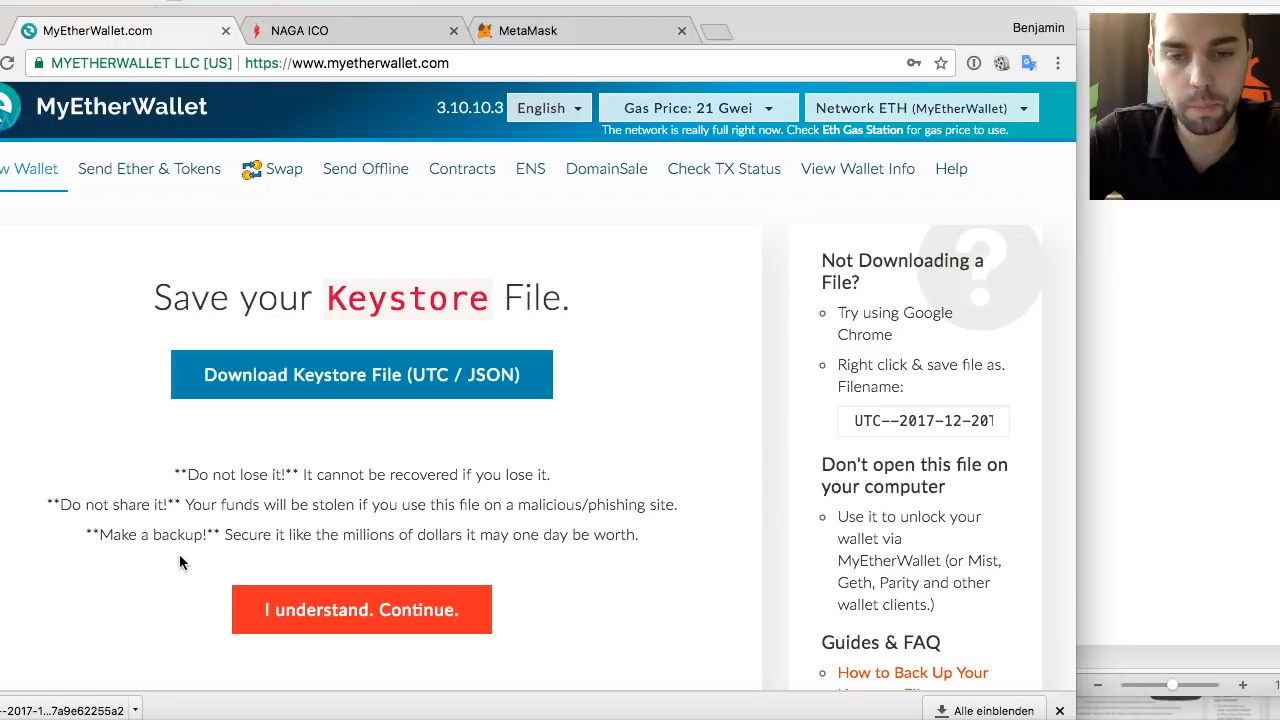 MyEtherWallet.com
NAGA ICO
MetaMask
Benjamin
MYETHERWALLET LLC [US] | https://www.myetherwallet.com
MyEtherWallet
3.10.10.3
English
Gas Price: 21 Gwei
Network ETH (MyEtherWallet)
The network is really full right now. Check Eth Gas Station for gas price to use.
w Wallet
Send Ether & Tokens
Swap
Send Offline
Contracts
ENS
DomainSale
Check TX Status
View Wallet Info
Help
Save your Keystore File.
Download Keystore File (UTC / JSON)
**Do not lose it!** It cannot be recovered if you lose it.
**Do not share it!** Your funds will be stolen if you use this file on a malicious/phishing site.
**Make a backup!** Secure it like the millions of dollars it may one day be worth.
I understand. Continue.
Not Downloading a
File?
Try using Google
Chrome
Right click & save file as.
Filename:
UTC--2017-12-20T
Don't open this file on
your computer
Use it to unlock your
wallet via
MyEtherWallet (or Mist,
Geth, Parity and other
wallet clients.)
Guides & FAQ
How to Back Up Your
--2017-1...7a9e62255a2
Alle einblenden